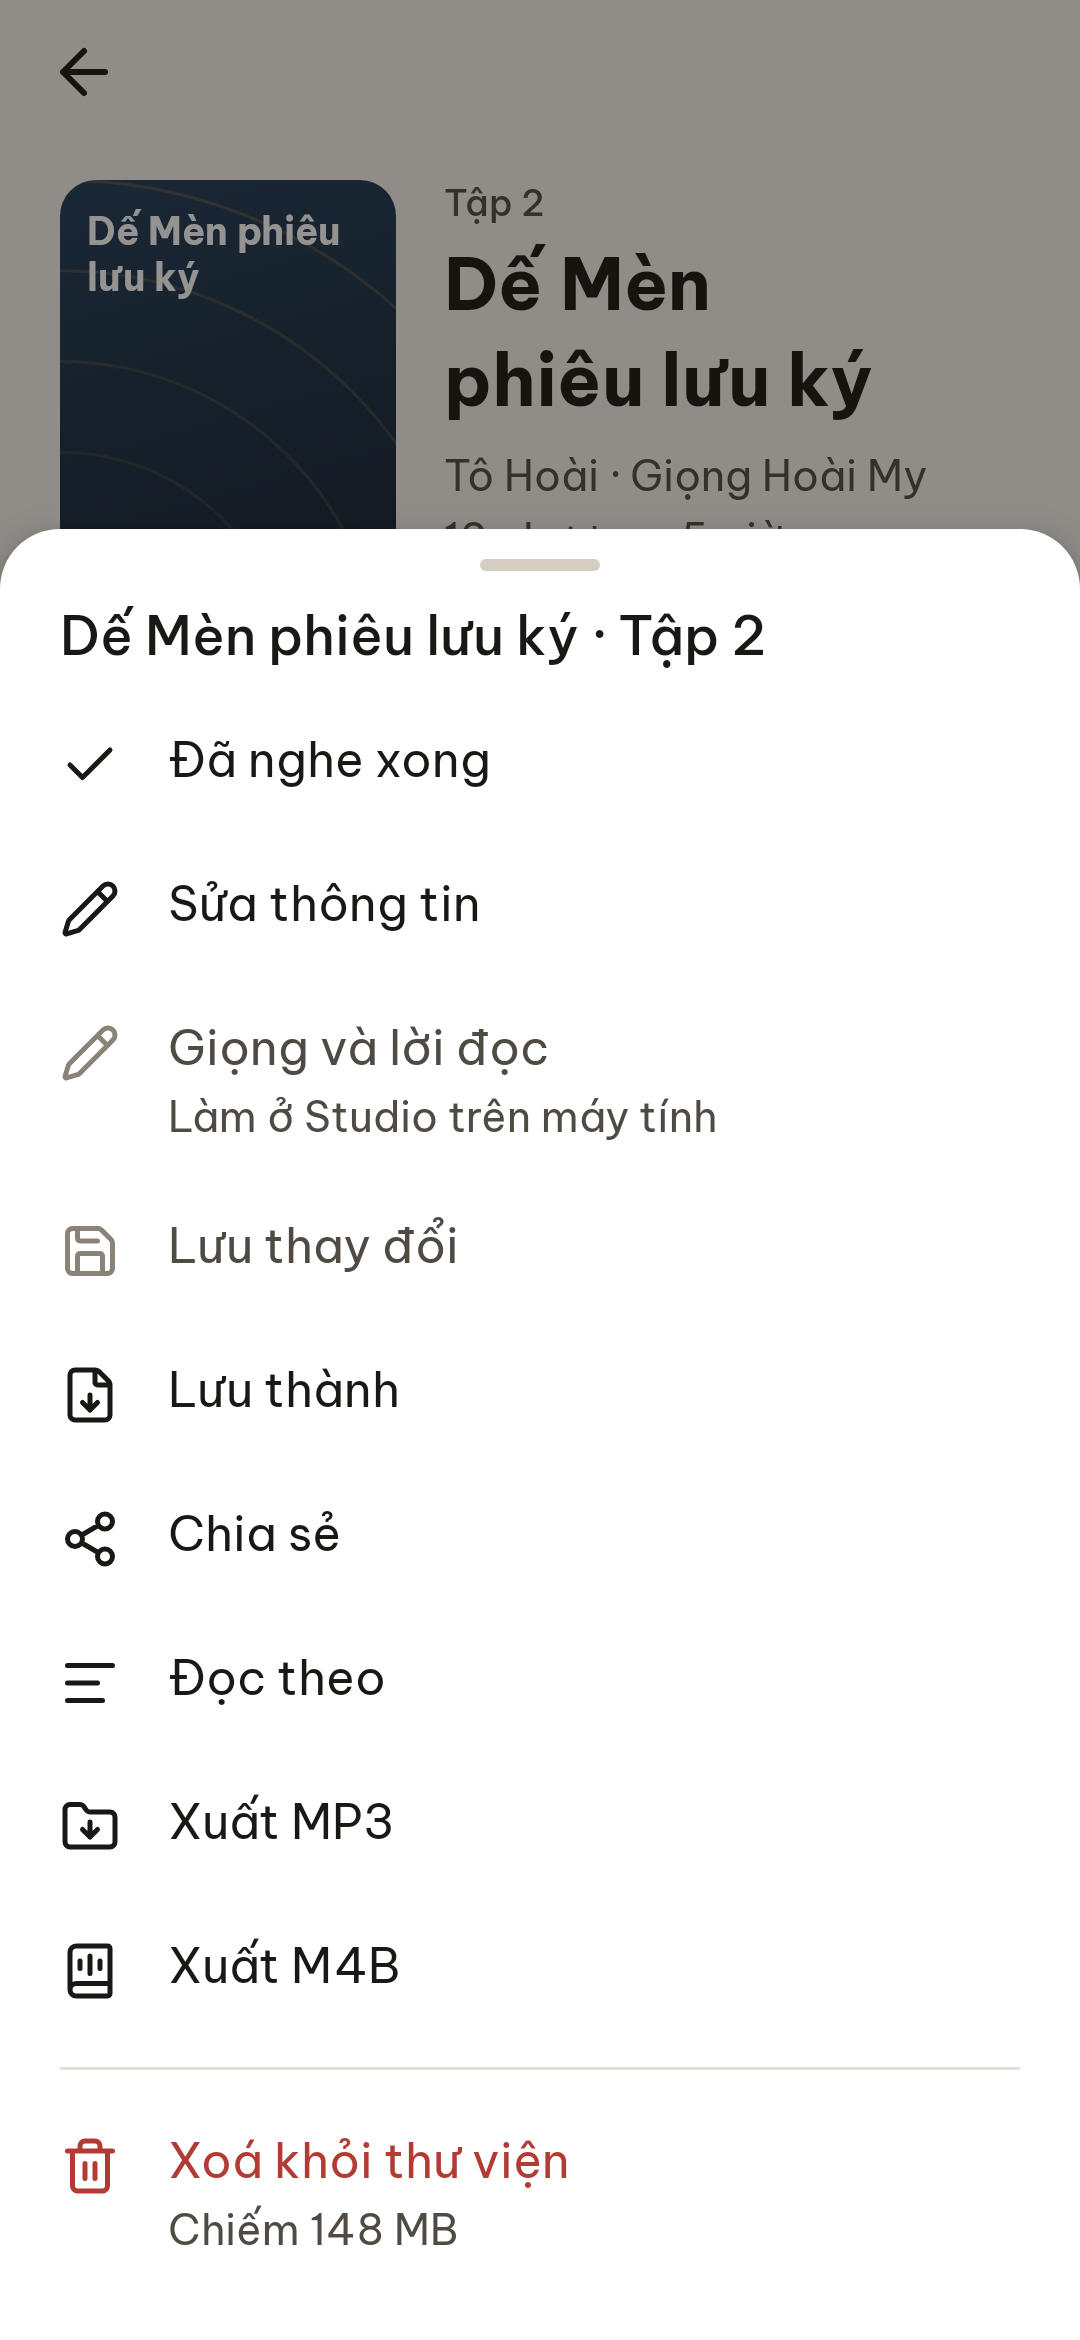 Dế Mèn phiêu
lưu ký
Tập 2
Dế Mèn
phiêu lưu ký
Tô Hoài · Giọng Hoài My
Dế Mèn phiêu lưu ký · Tập 2
Đã nghe xong
Sửa thông tin
Giọng và lời đọc
Làm ở Studio trên máy tính
Lưu thay đổi
Lưu thành
Chia sẻ
Đọc theo
Xuất MP3
Xuất M4B
Xoá khỏi thư viện
Chiếm 148 MB